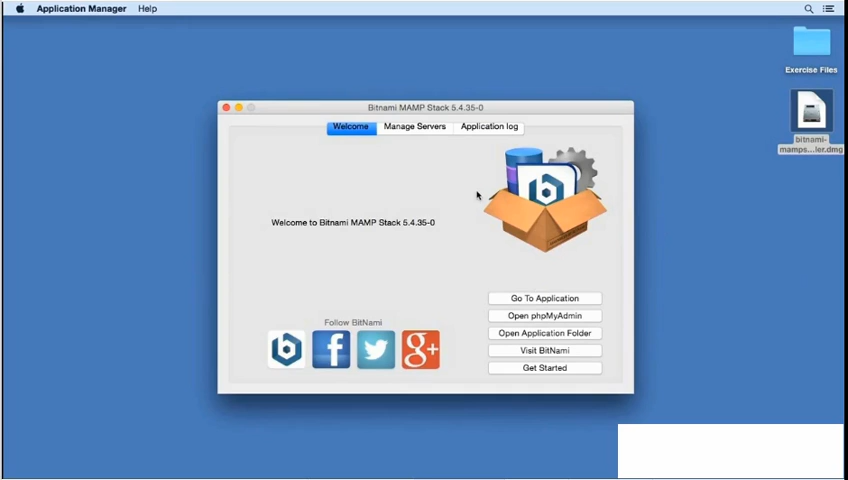 Application Manager Help
Exercise Files
bitnami-
mamps...ler.dmg
Bitnami MAMP Stack 5.4.35-0
Welcome Manage Servers Application log
Welcome to Bitnami MAMP Stack 5.4.35-0
Go To Application
Open phpMyAdmin
Open Application Folder
Visit BitNami
Get Started
Follow BitNami
b
f
g+